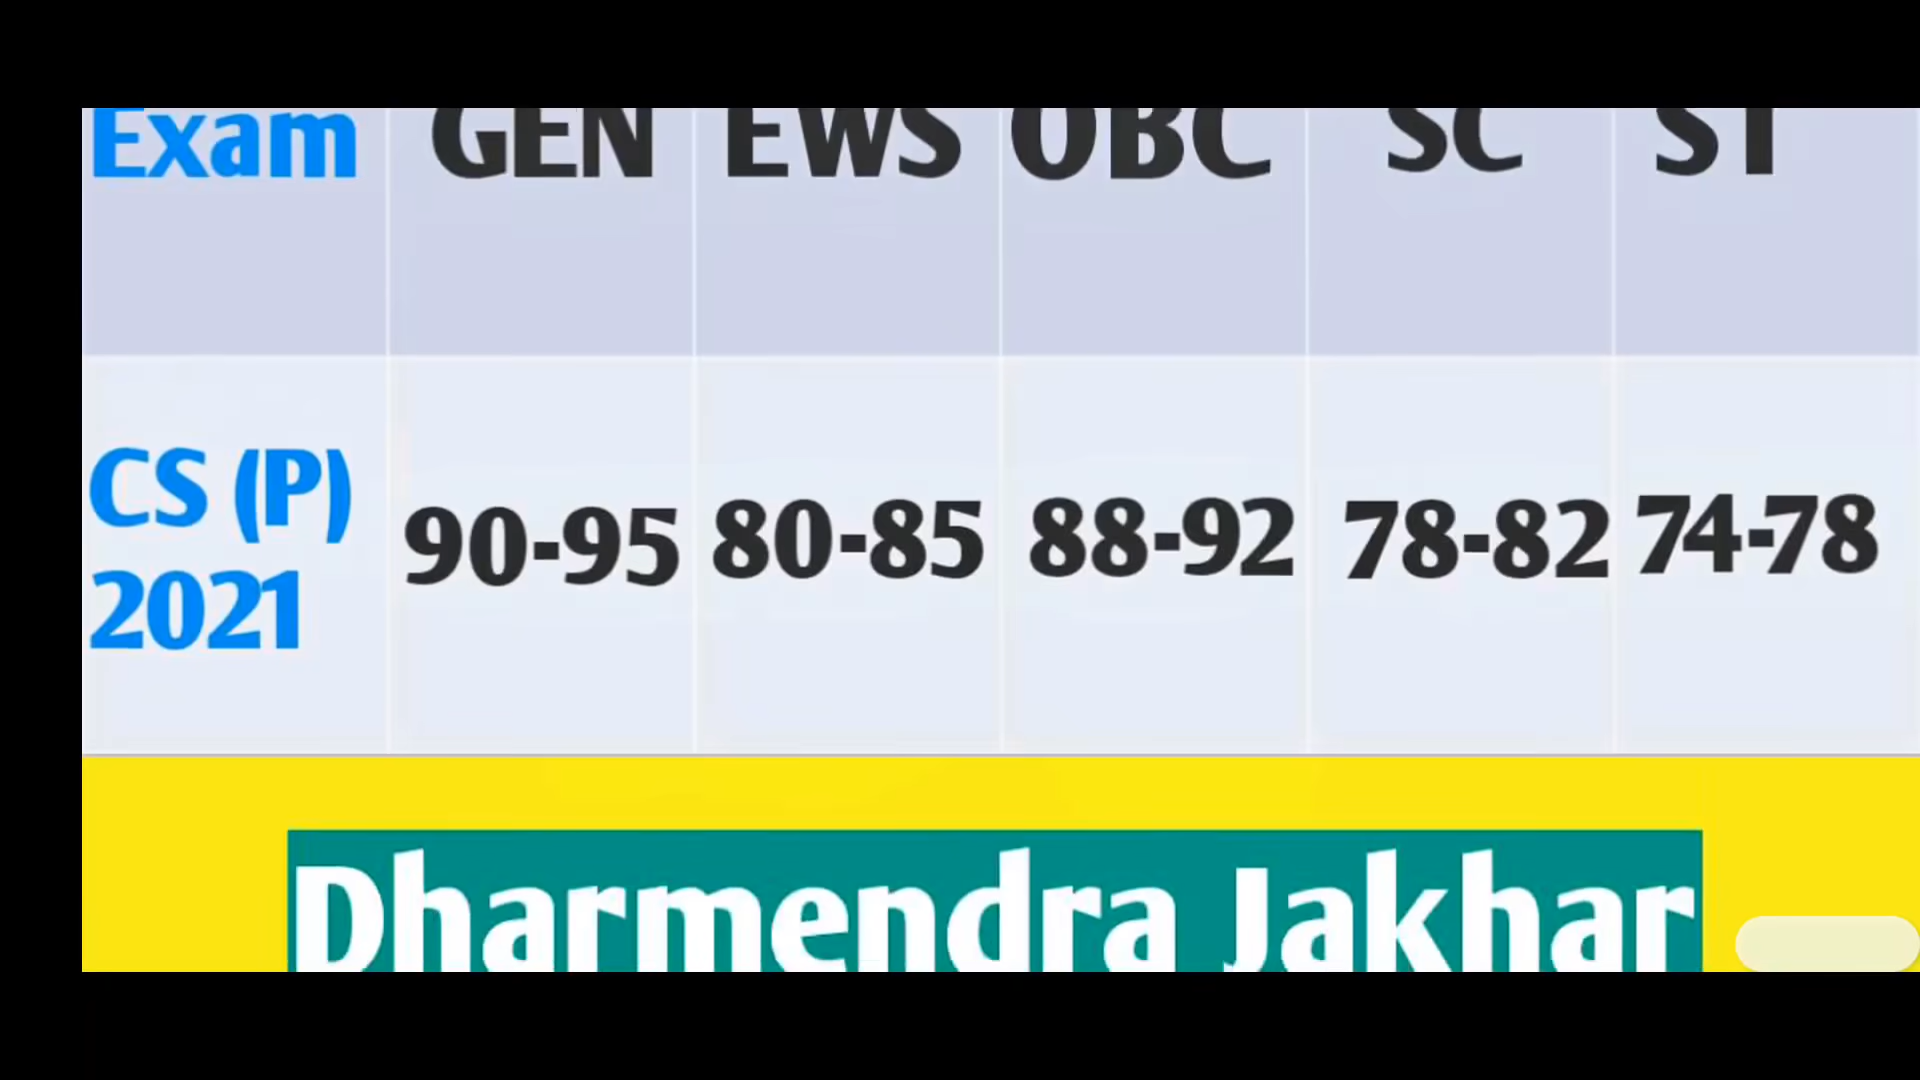 Exam GEN EWS OBC SC ST
CS (P)
2021
90-95 80-85 88-92 78-82 74-78
Dharmendra Jakhar